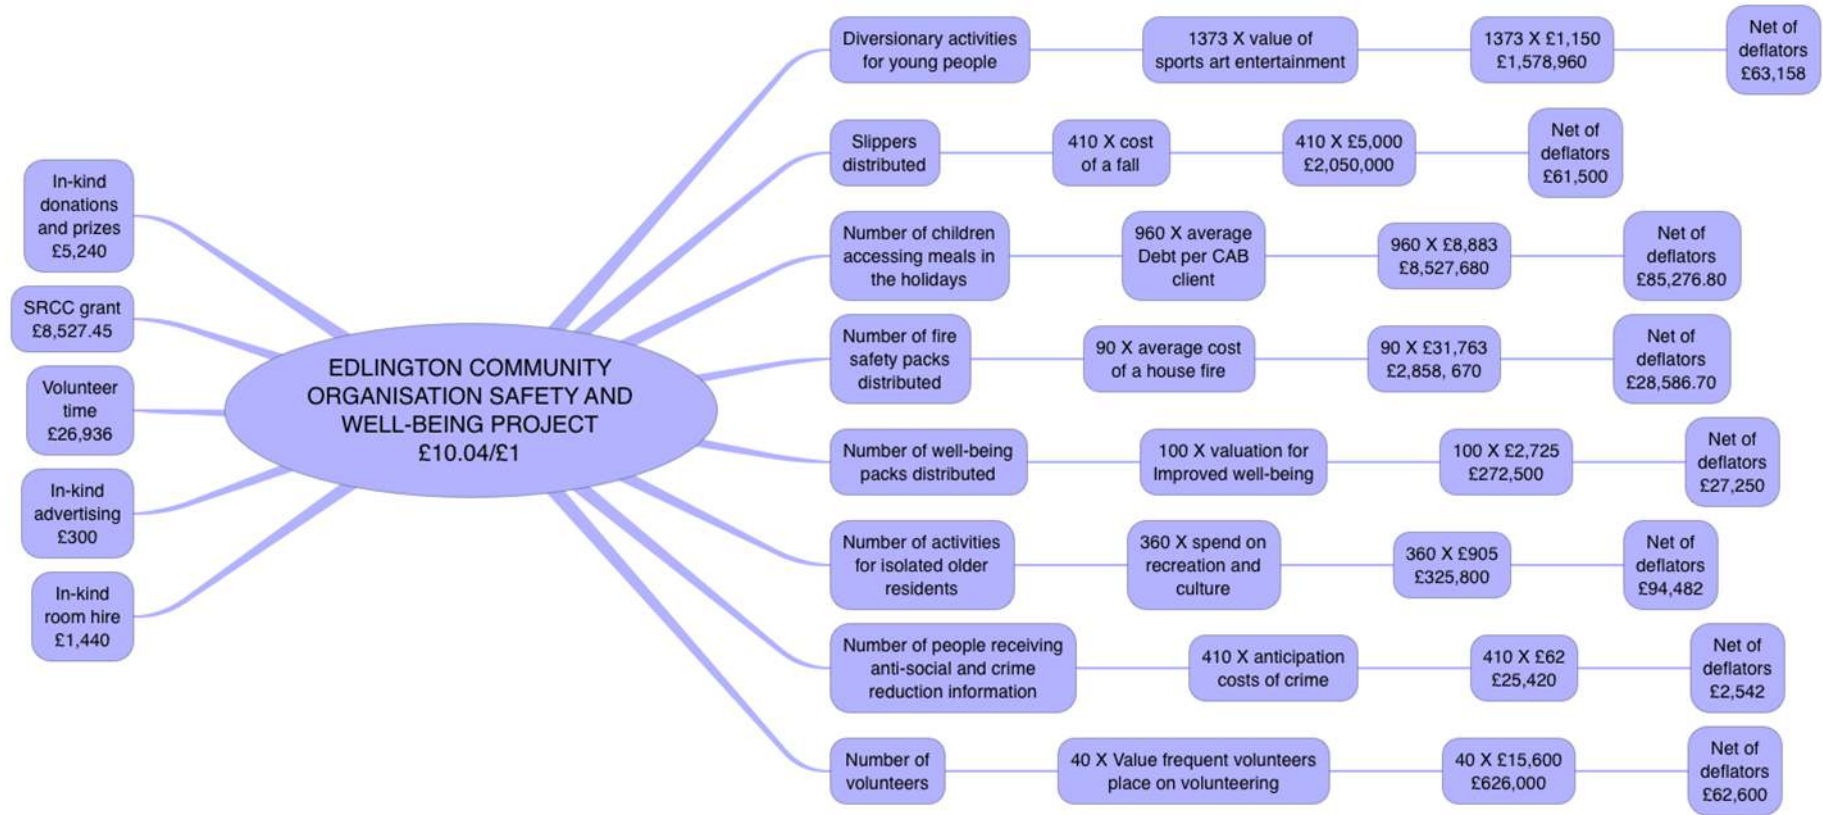 In-kind
donations
and prizes
£5,240
SRCC grant
£8,527.45
Volunteer
time
£26,936
In-kind
advertising
£300
In-kind
room hire
£1,440
EDLINGTON COMMUNITY
ORGANISATION SAFETY AND
WELL-BEING PROJECT
£10.04/£1
Diversionary activities
for young people
1373 X value of
sports art entertainment
1373 X £1,150
£1,578,960
Net of
deflators
£63,158
Slippers
distributed
410 X cost
of a fall
410 X £5,000
£2,050,000
Net of
deflators
£61,500
Number of children
accessing meals in
the holidays
960 X average
Debt per CAB
client
960 X £8,883
£8,527,680
Net of
deflators
£85,276.80
Number of fire
safety packs
distributed
90 X average cost
of a house fire
90 X £31,763
£2,858, 670
Net of
deflators
£28,586.70
Number of well-being
packs distributed
100 X valuation for
Improved well-being
100 X £2,725
£272,500
Net of
deflators
£27,250
Number of activities
for isolated older
residents
360 X spend on
recreation and
culture
360 X £905
£325,800
Net of
deflators
£94,482
Number of people receiving
anti-social and crime
reduction information
410 X anticipation
costs of crime
410 X £62
£25,420
Net of
deflators
£2,542
Number of
volunteers
40 X Value frequent volunteers
place on volunteering
40 X £15,600
£626,000
Net of
deflators
£62,600